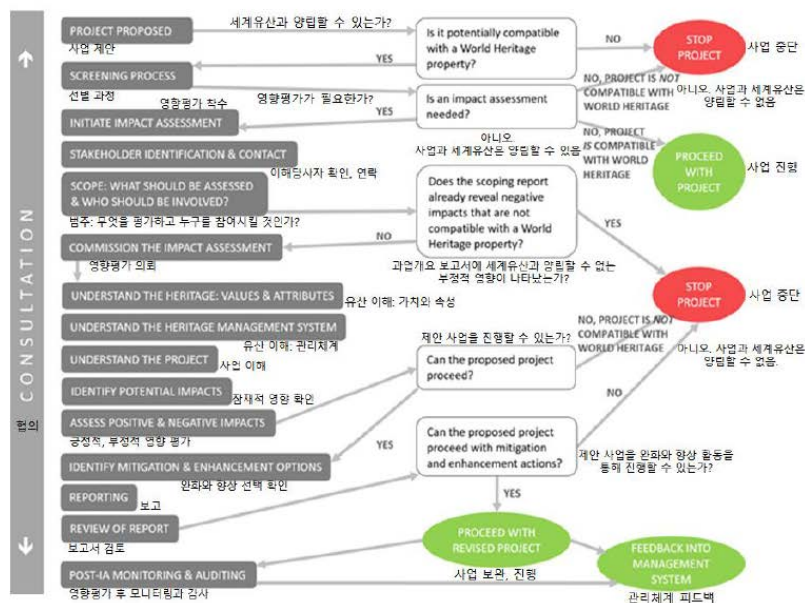 PROJECT PROPOSED
사업 제안
세계유산과 양립할 수 있는가?
Is it potentially compatible
with a World Heritage
property?
NO
STOP
PROJECT
사업 중단
YES
SCREENING PROCESS
선별 과정
영향평가가 필요한가?
영향평가 착수
YES
Is an impact assessment
needed?
NO, PROJECT IS NOT
COMPATIBLE WITH
WORLD HERITAGE
아니오. 사업과 세계유산은
양립할 수 없음
INITIATE IMPACT ASSESSMENT
아니오.
사업과 세계유산은 양립할 수 있음
NO, PROJECT
IS COMPATIBLE
WITH WORLD
HERITAGE
PROCEED
WITH
PROJECT
사업 진행
STAKEHOLDER IDENTIFICATION & CONTACT
이해당사자 확인, 연락
SCOPE: WHAT SHOULD BE ASSESSED
& WHO SHOULD BE INVOLVED?
범주: 무엇을 평가하고 누구를 참여시킬 것인가?
Does the scoping report
already reveal negative
impacts that are not
compatible with a World
Heritage property?
YES
NO
과업개요 보고서에 세계유산과 양립할 수 없는
부정적 영향이 나타났는가?
COMMISSION THE IMPACT ASSESSMENT
영향평가 의뢰
STOP
PROJECT
사업 중단
UNDERSTAND THE HERITAGE: VALUES & ATTRIBUTES
유산 이해: 가치와 속성
UNDERSTAND THE HERITAGE MANAGEMENT SYSTEM
유산 이해: 관리체계
UNDERSTAND THE PROJECT
사업 이해
제안 사업을 진행할 수 있는가?
Can the proposed project
proceed?
NO, PROJECT IS NOT
COMPATIBLE WITH
WORLD HERITAGE
아니오. 사업과 세계유산은
양립할 수 없음.
IDENTIFY POTENTIAL IMPACTS
잠재적 영향 확인
NO
ASSESS POSITIVE & NEGATIVE IMPACTS
긍정적, 부정적 영향 평가
YES
Can the proposed project
proceed with mitigation
and enhancement actions?
제안 사업을 완화와 향상 활동을
통해 진행할 수 있는가?
IDENTIFY MITIGATION & ENHANCEMENT OPTIONS
완화와 향상 선택 확인
REPORTING
보고
YES
REVIEW OF REPORT
보고서 검토
PROCEED WITH
REVISED PROJECT
사업 보완, 진행
FEEDBACK INTO
MANAGEMENT
SYSTEM
관리체계 피드백
POST-IA MONITORING & AUDITING
영향평가 후 모니터링과 감사
CONSULTATION
협의